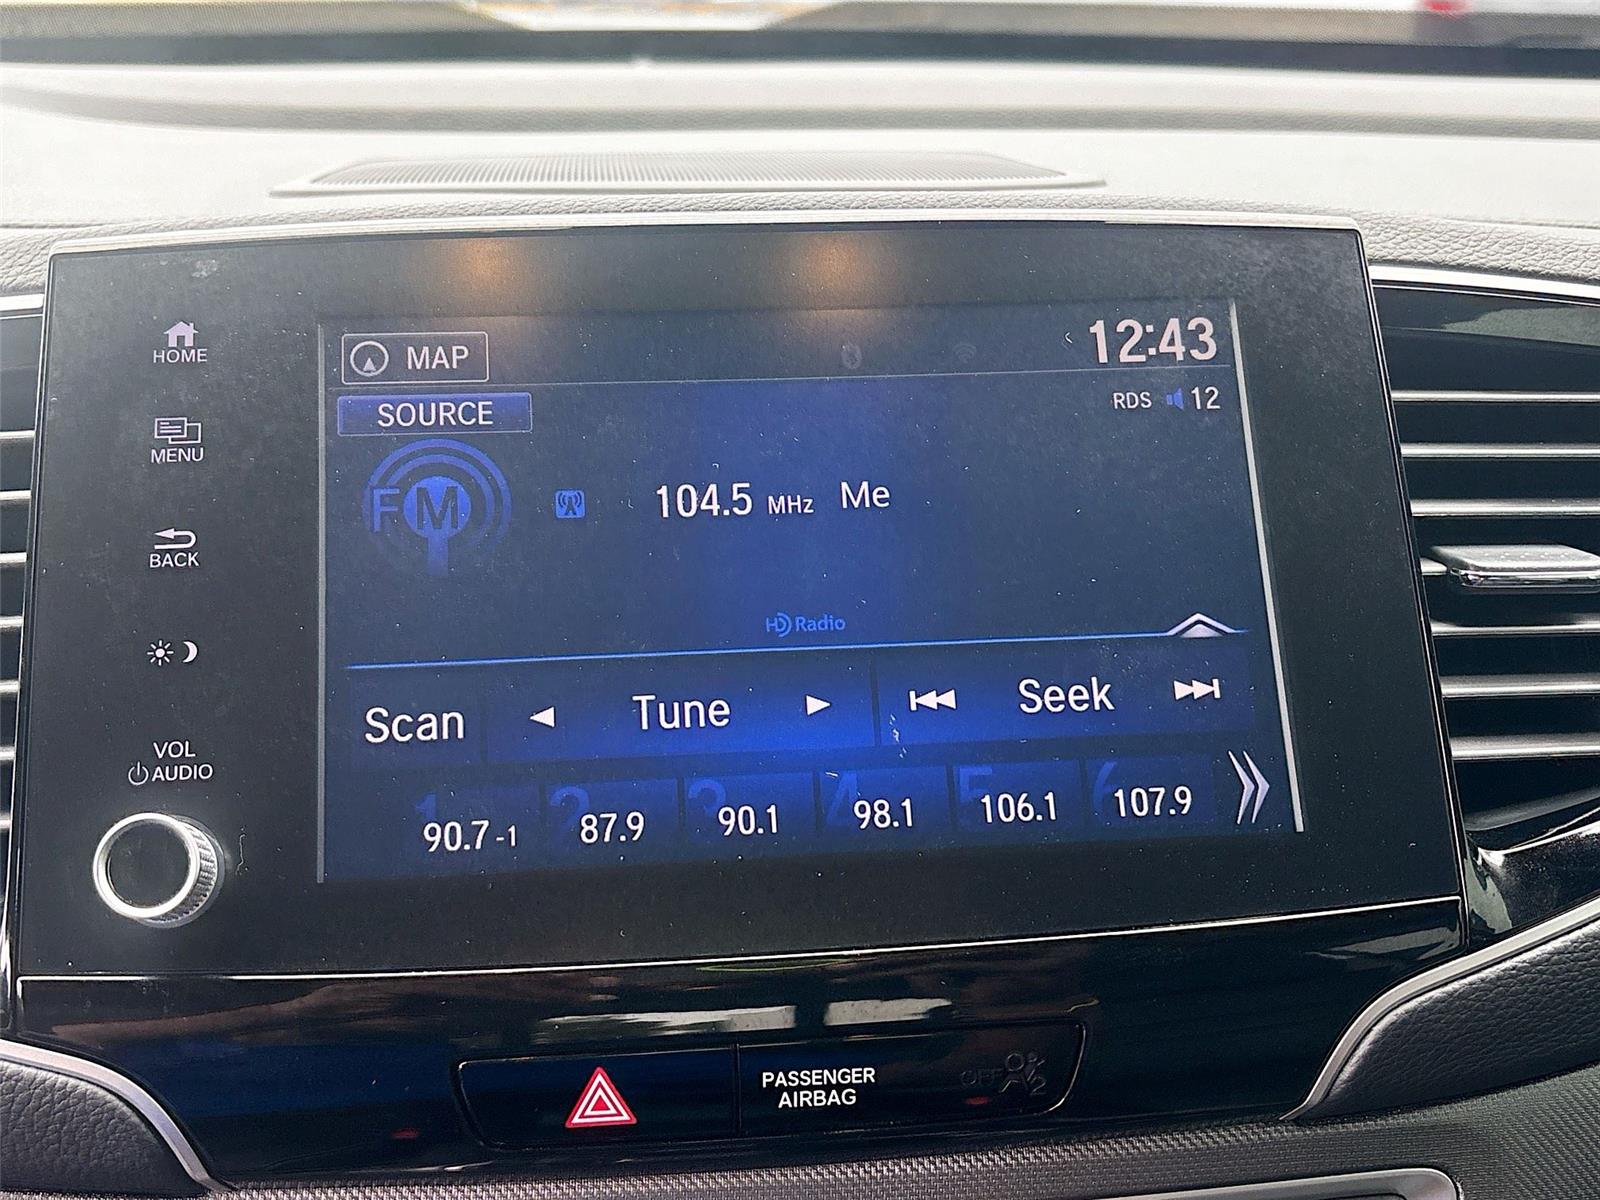 HOME
MENU
BACK
VOL
AUDIO
MAP
12:43
SOURCE
RDS 12
FM
104.5 MHz Me
HD Radio
Scan Tune Seek
1 2 3 4 5 6
90.7-1 87.9 90.1 98.1 106.1 107.9
PASSENGER
AIRBAG
OFF 2